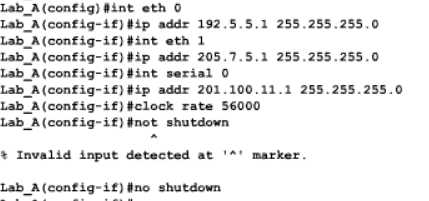 Lab_A(config)#int eth 0
Lab_A(config-if)#ip addr 192.5.5.1 255.255.255.0
Lab_A(config-if)#int eth 1
Lab_A(config-if)#ip addr 205.7.5.1 255.255.255.0
Lab_A(config-if)#int serial 0
Lab_A(config-if)#ip addr 201.100.11.1 255.255.255.0
Lab_A(config-if)#clock rate 56000
Lab_A(config-if)#not shutdown
^
% Invalid input detected at '^' marker.
Lab_A(config-if)#no shutdown